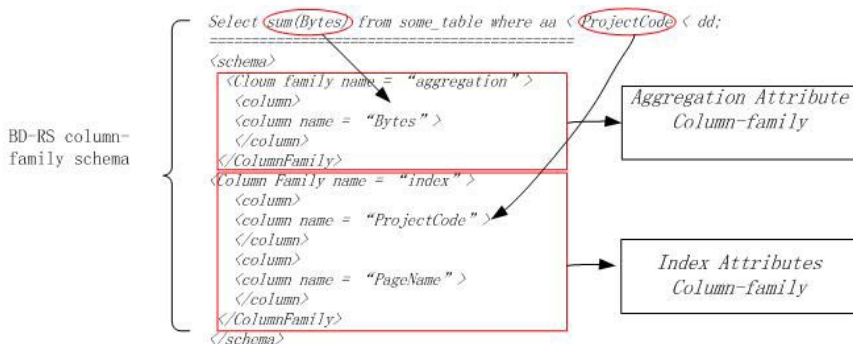 Select sum(Bytes) from some_table where aa < ProjectCode < dd;
==========================================
<schema>
<Cloum family name = “aggregation”>
<column>
<column name = “Bytes”>
</column>
</ColumnFamily>
<Column Family name = “index”>
<column>
<column name = “ProjectCode”>
</column>
<column>
<column name = “PageName”>
</column>
</ColumnFamily>
</schema>
BD-RS column-
family schema
Aggregation Attribute
Column-family
Index Attributes
Column-family